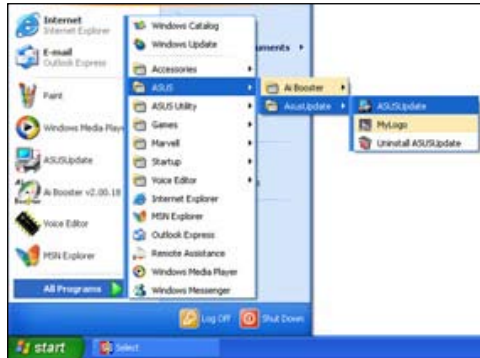 Internet
Internet Explorer
E-mail
Outlook Express
Paint
Windows Media Play
ASUSUpdate
Ai Booster v2.00.18
Voice Editor
MSN Explorer
All Programs
Windows Catalog
Windows Update
Accessories
ASUS
ASUS Utility
Games
Marvell
Startup
Voice Editor
Internet Explorer
MSN Explorer
Outlook Express
Remote Assistance
Windows Media Player
Windows Messenger
uments
Ai Booster
AsusUpdate
ASUSUpdate
MyLogo
Uninstall ASUSUpdate
Log Off
Shut Down
start
Select